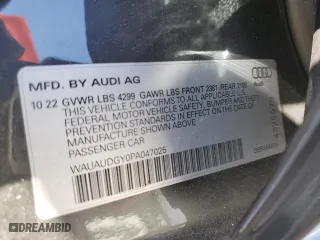 MFD. BY AUDI AG
10 22 GVWR LBS 4299 GAWR LBS FRONT 2381 REAR
THIS VEHICLE CONFORMS TO ALL APPLICABLE U.S.
FEDERAL MOTOR VEHICLE SAFETY, BUMPER, AND
THEFT PREVENTION STANDARDS IN EFFECT ON THE DATE OF
MANUFACTURE SHOWN ABOVE.
PASSENGER CAR
WAUAUDGY0PA047025
Audi
DREAMBID